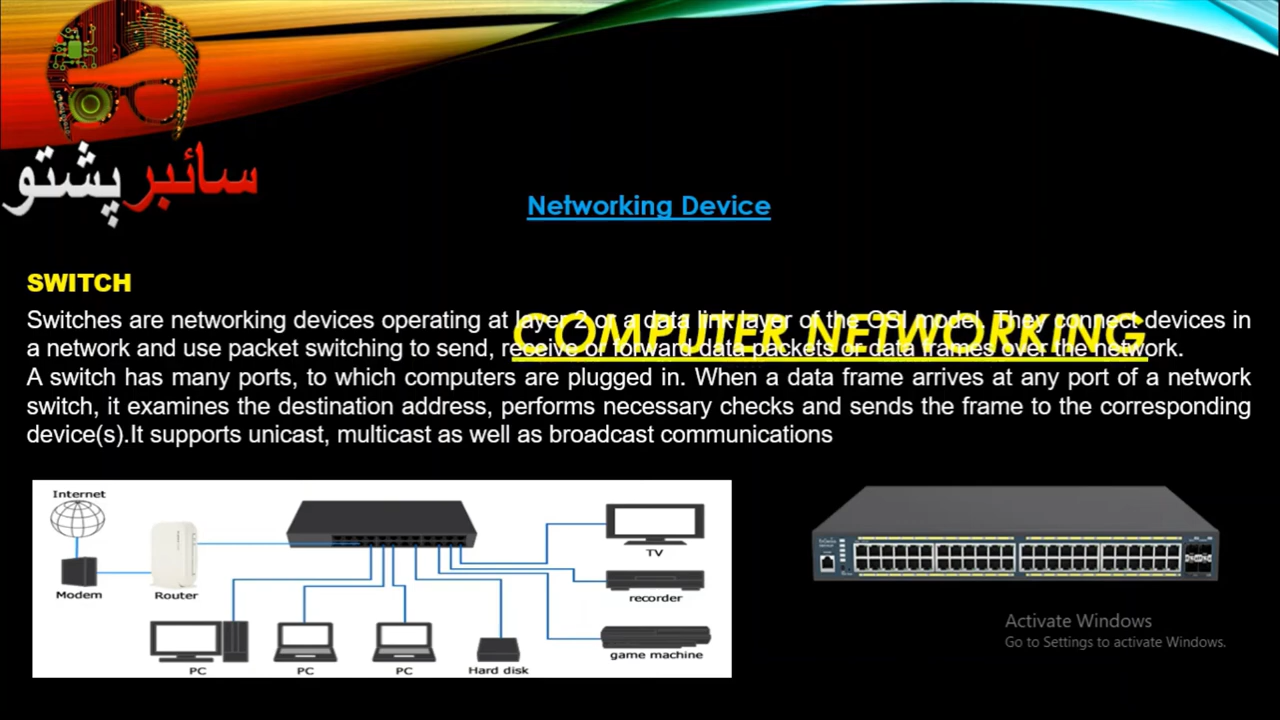 سائبر پشتو
Networking Device
SWITCH
COMPUTER NETWORKING
Switches are networking devices operating at layer 2 or a data link layer of the OSI model. They connect devices in
a network and use packet switching to send, receive or forward data packets or data frames over the network.
A switch has many ports, to which computers are plugged in. When a data frame arrives at any port of a network
switch, it examines the destination address, performs necessary checks and sends the frame to the corresponding
device(s).It supports unicast, multicast as well as broadcast communications
Internet
Modem
Router
PC
PC
PC
Hard disk
TV
recorder
game machine
Activate Windows
Go to Settings to activate Windows.